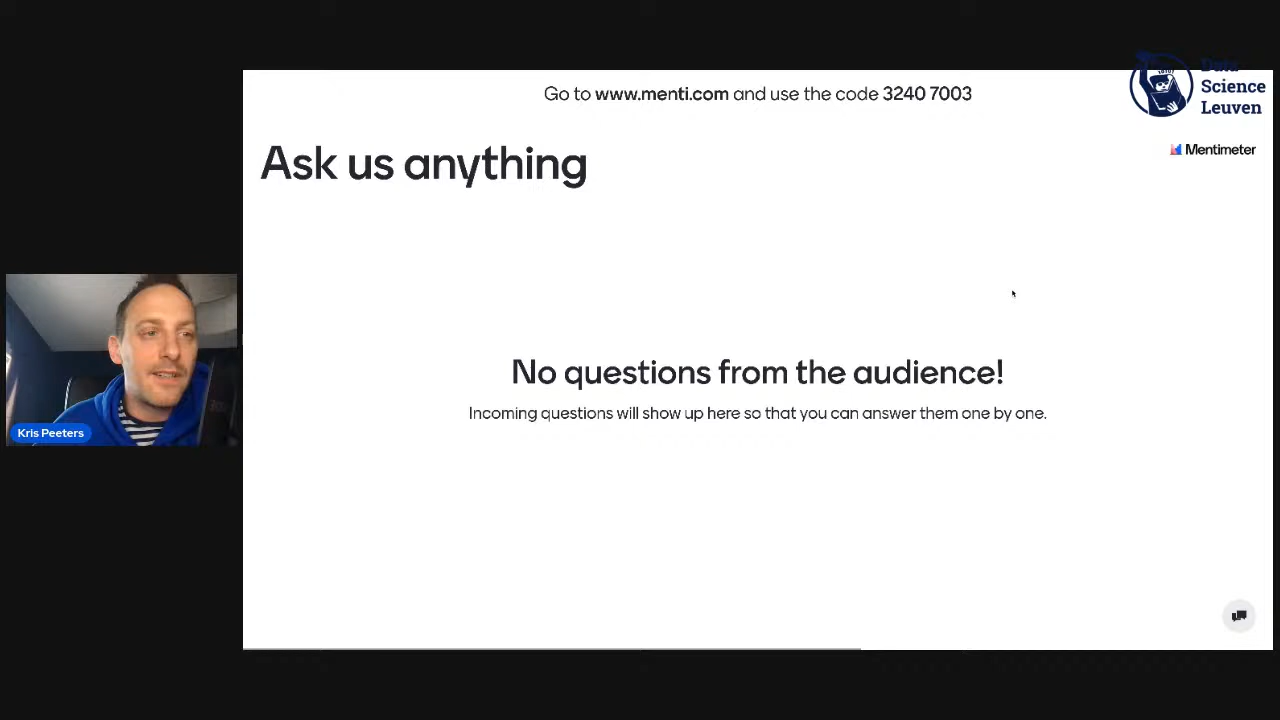 Go to www.menti.com and use the code 3240 7003
Data
Science
Leuven
Ask us anything
Mentimeter
No questions from the audience!
Incoming questions will show up here so that you can answer them one by one.
Kris Peeters